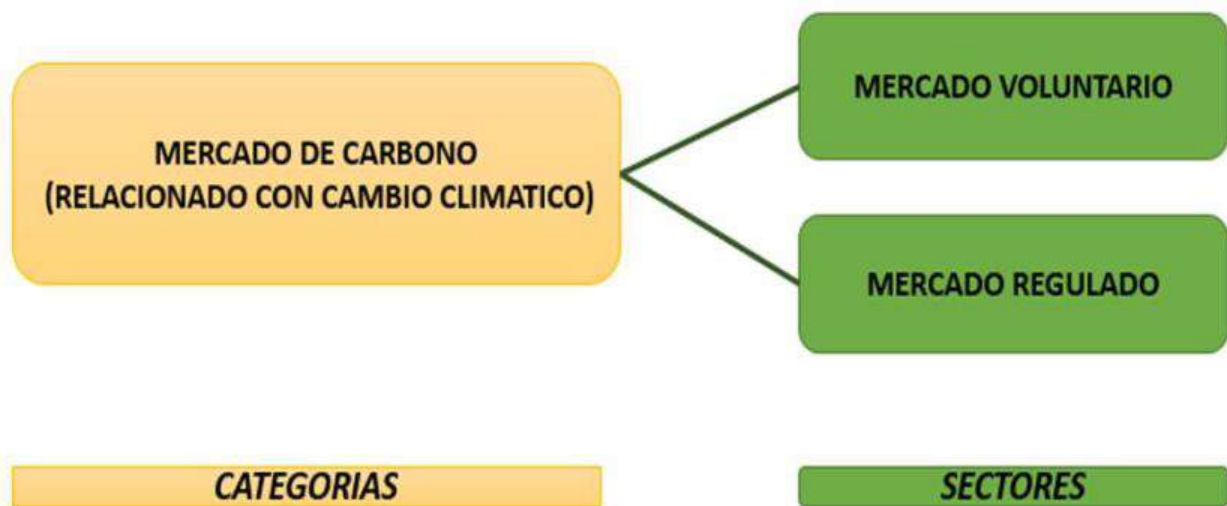 MERCADO DE CARBONO
(RELACIONADO CON CAMBIO CLIMATICO)
MERCADO VOLUNTARIO
MERCADO REGULADO
CATEGORIAS
SECTORES